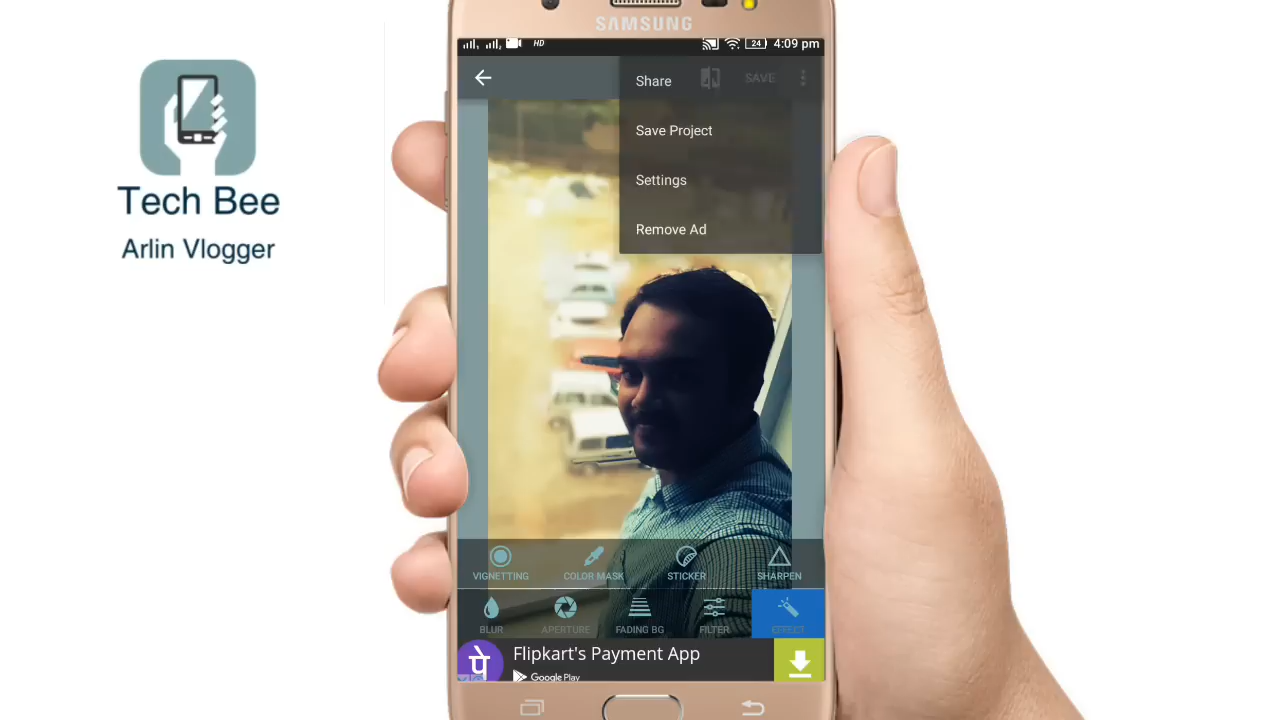 SAMSUNG
HD
24
4:09 pm
Share
SAVE
Save Project
Settings
Remove Ad
Tech Bee
Arlin Vlogger
VIGNETTING
COLOR MASK
STICKER
SHARPEN
BLUR
APERTURE
FADING BG
FILTER
EFFECT
पे
Flipkart's Payment App
Google Play